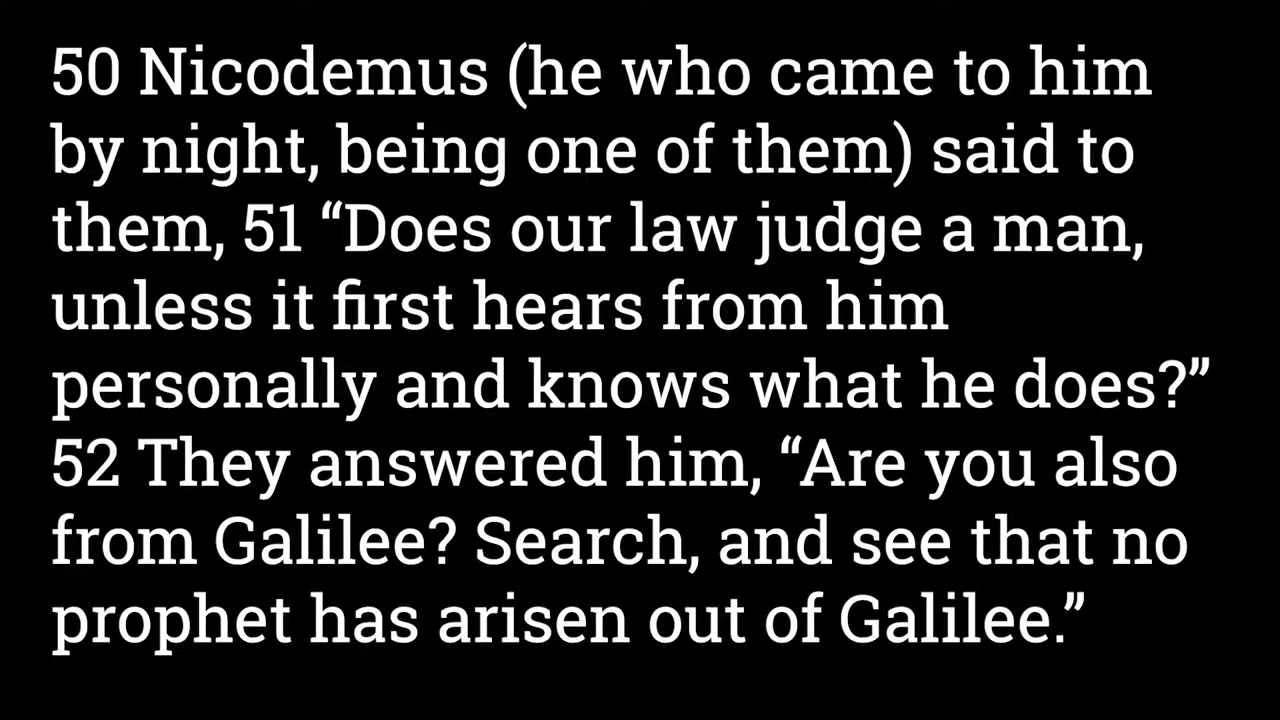 50 Nicodemus (he who came to him
by night, being one of them) said to
them, 51 “Does our law judge a man,
unless it first hears from him
personally and knows what he does?”
52 They answered him, “Are you also
from Galilee? Search, and see that no
prophet has arisen out of Galilee.”